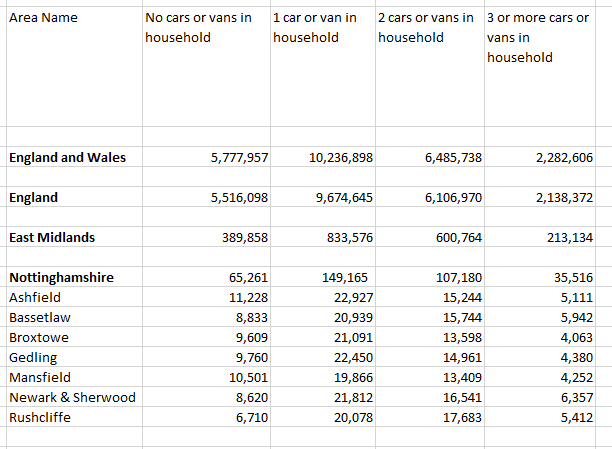 Area Name No cars or vans in household 1 car or van in household 2 cars or vans in household 3 or more cars or vans in household
England and Wales 5,777,957 10,236,898 6,485,738 2,282,606
England 5,516,098 9,674,645 6,106,970 2,138,372
East Midlands 389,858 833,576 600,764 213,134
Nottinghamshire 65,261 149,165 107,180 35,516
Ashfield 11,228 22,927 15,244 5,111
Bassetlaw 8,833 20,939 15,744 5,942
Broxtowe 9,609 21,091 13,598 4,063
Gedling 9,760 22,450 14,961 4,380
Mansfield 10,501 19,866 13,409 4,252
Newark & Sherwood 8,620 21,812 16,541 6,357
Rushcliffe 6,710 20,078 17,683 5,412